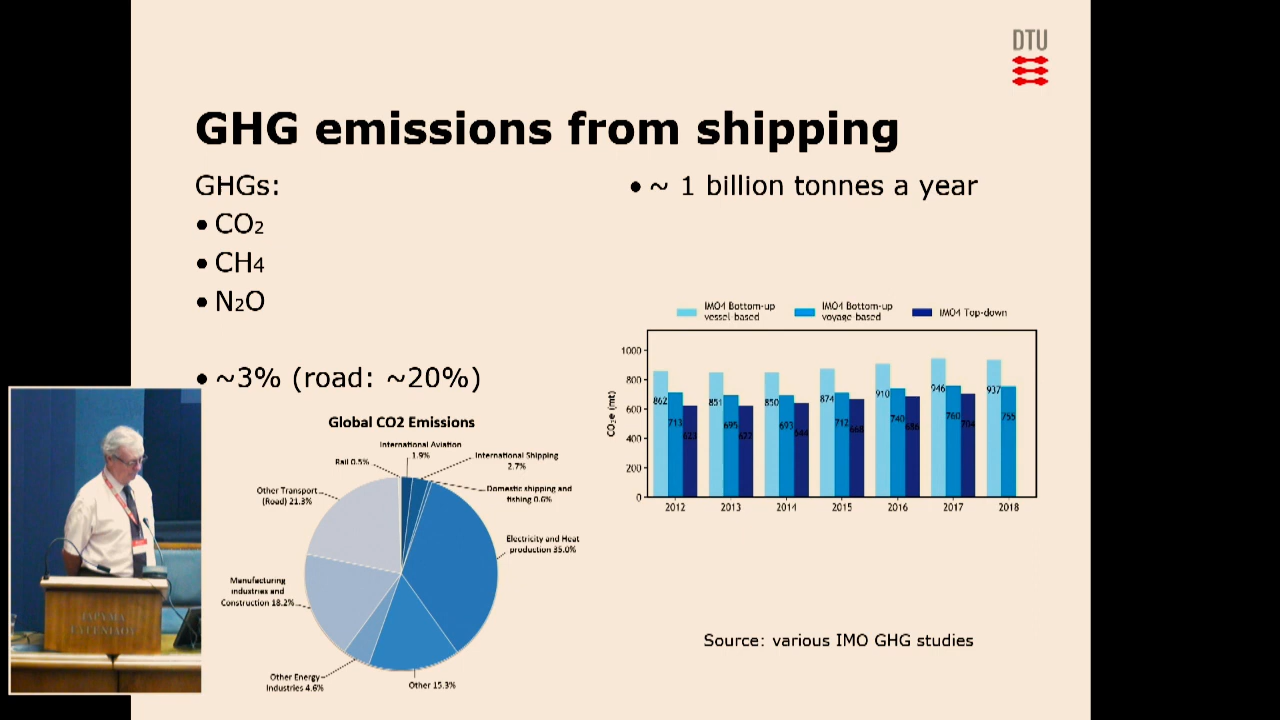 DTU
GHG emissions from shipping
GHGs:
• CO2
• CH4
• N2O
• ~3% (road: ~20%)
• ~ 1 billion tonnes a year
Global CO2 Emissions
International Aviation
1.9%
Rail 0.5%
International Shipping
2.7%
Other Transport
(Road) 21.3%
Domestic shipping and
fishing 0.6%
Electricity and Heat
production 35.0%
Manufacturing
industries and
Construction 18.2%
Other Energy
Industries 4.6%
Other 15.3%
IMO4 Bottom-up
vessel-based
IMO4 Bottom-up
voyage-based
IMO4 Top-down
CO2e (mt)
1000
800
600
400
200
0
862
713
623
851
695
622
850
693
644
874
712
668
910
740
686
946
760
704
937
755
2012
2013
2014
2015
2016
2017
2018
Source: various IMO GHG studies
ΙΔΡΥΜΑ
ΕΥΓΕΝΙΔΟΥ